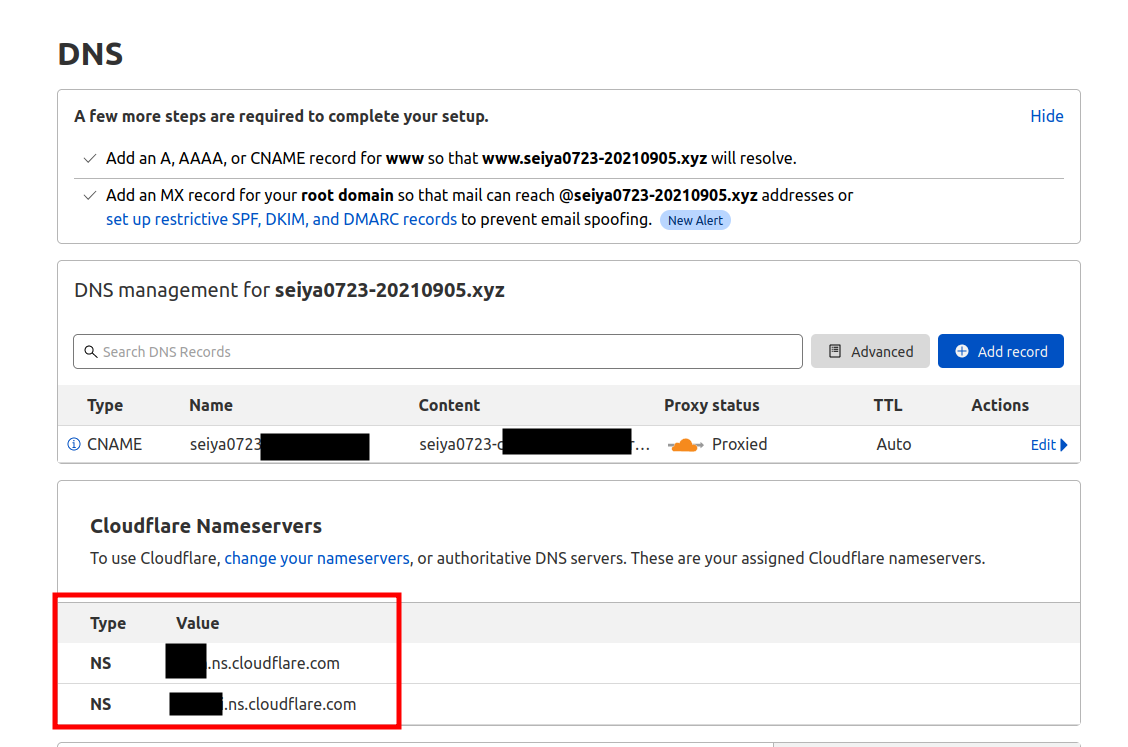 DNS
A few more steps are required to complete your setup.
Hide
Add an A, AAAA, or CNAME record for www so that www.seiya0723-20210905.xyz will resolve.
Add an MX record for your root domain so that mail can reach @seiya0723-20210905.xyz addresses or
set up restrictive SPF, DKIM, and DMARC records to prevent email spoofing. New Alert
DNS management for seiya0723-20210905.xyz
Search DNS Records
Advanced
Add record
Type Name Content Proxy status TTL Actions
CNAME seiya0723 seiya0723-c ... Proxied Auto Edit
Cloudflare Nameservers
To use Cloudflare, change your nameservers, or authoritative DNS servers. These are your assigned Cloudflare nameservers.
Type Value
NS .ns.cloudflare.com
NS .ns.cloudflare.com